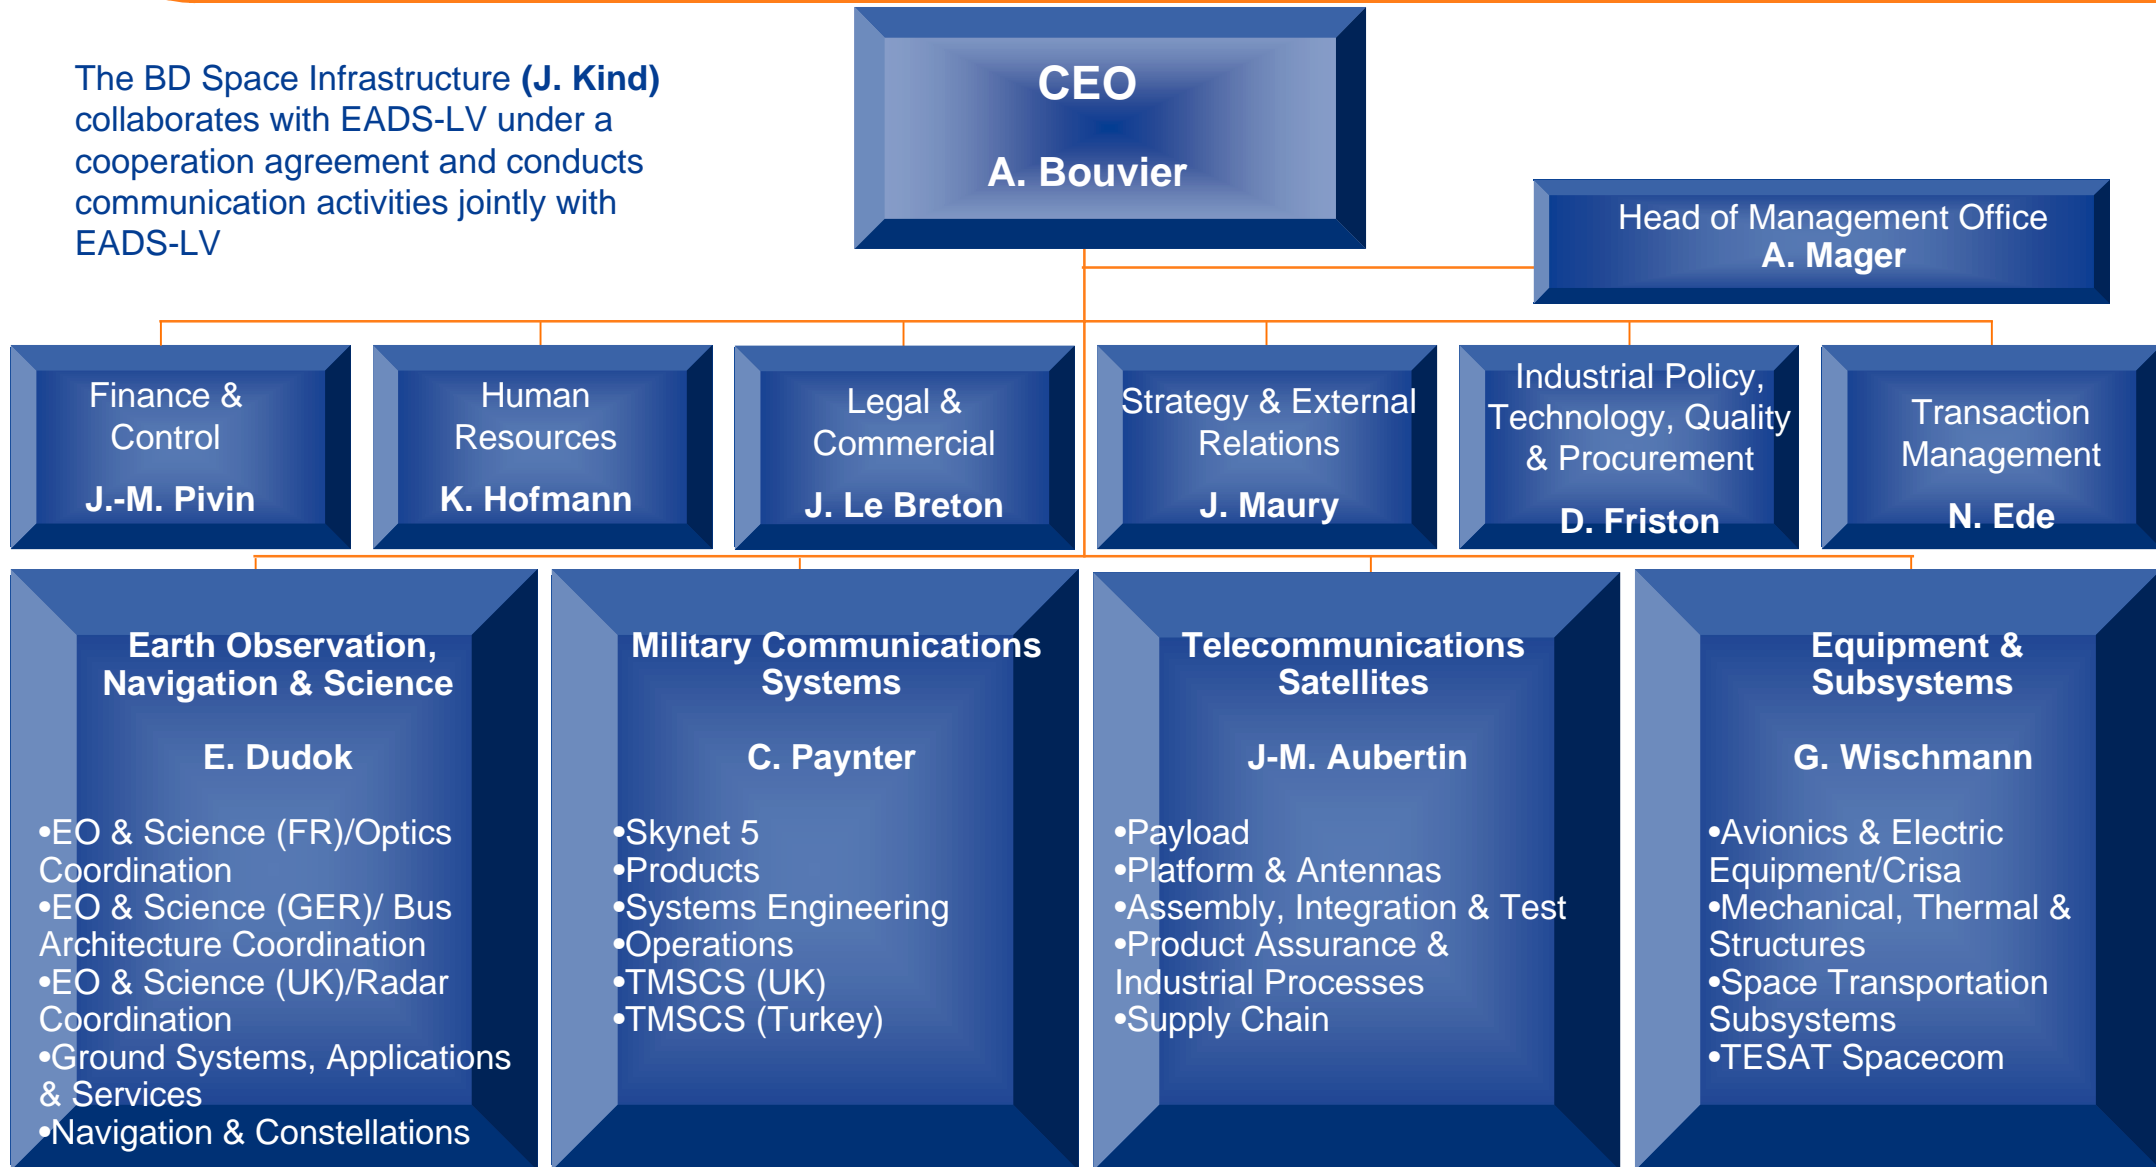 The BD Space Infrastructure (J. Kind)
collaborates with EADS-LV under a
cooperation agreement and conducts
communication activities jointly with
EADS-LV
CEO
A. Bouvier
Head of Management Office
A. Mager
Finance &
Control
J.-M. Pivin
Human
Resources
K. Hofmann
Legal &
Commercial
J. Le Breton
Strategy & External
Relations
J. Maury
Industrial Policy,
Technology, Quality
& Procurement
D. Friston
Transaction
Management
N. Ede
Earth Observation,
Navigation & Science
E. Dudok
•EO & Science (FR)/Optics
Coordination
•EO & Science (GER)/ Bus
Architecture Coordination
•EO & Science (UK)/Radar
Coordination
•Ground Systems, Applications
& Services
•Navigation & Constellations
Military Communications
Systems
C. Paynter
•Skynet 5
•Products
•Systems Engineering
•Operations
•TMSCS (UK)
•TMSCS (Turkey)
Telecommunications
Satellites
J-M. Aubertin
•Payload
•Platform & Antennas
•Assembly, Integration & Test
•Product Assurance &
Industrial Processes
•Supply Chain
Equipment &
Subsystems
G. Wischmann
•Avionics & Electric
Equipment/Crisa
•Mechanical, Thermal &
Structures
•Space Transportation
Subsystems
•TESAT Spacecom